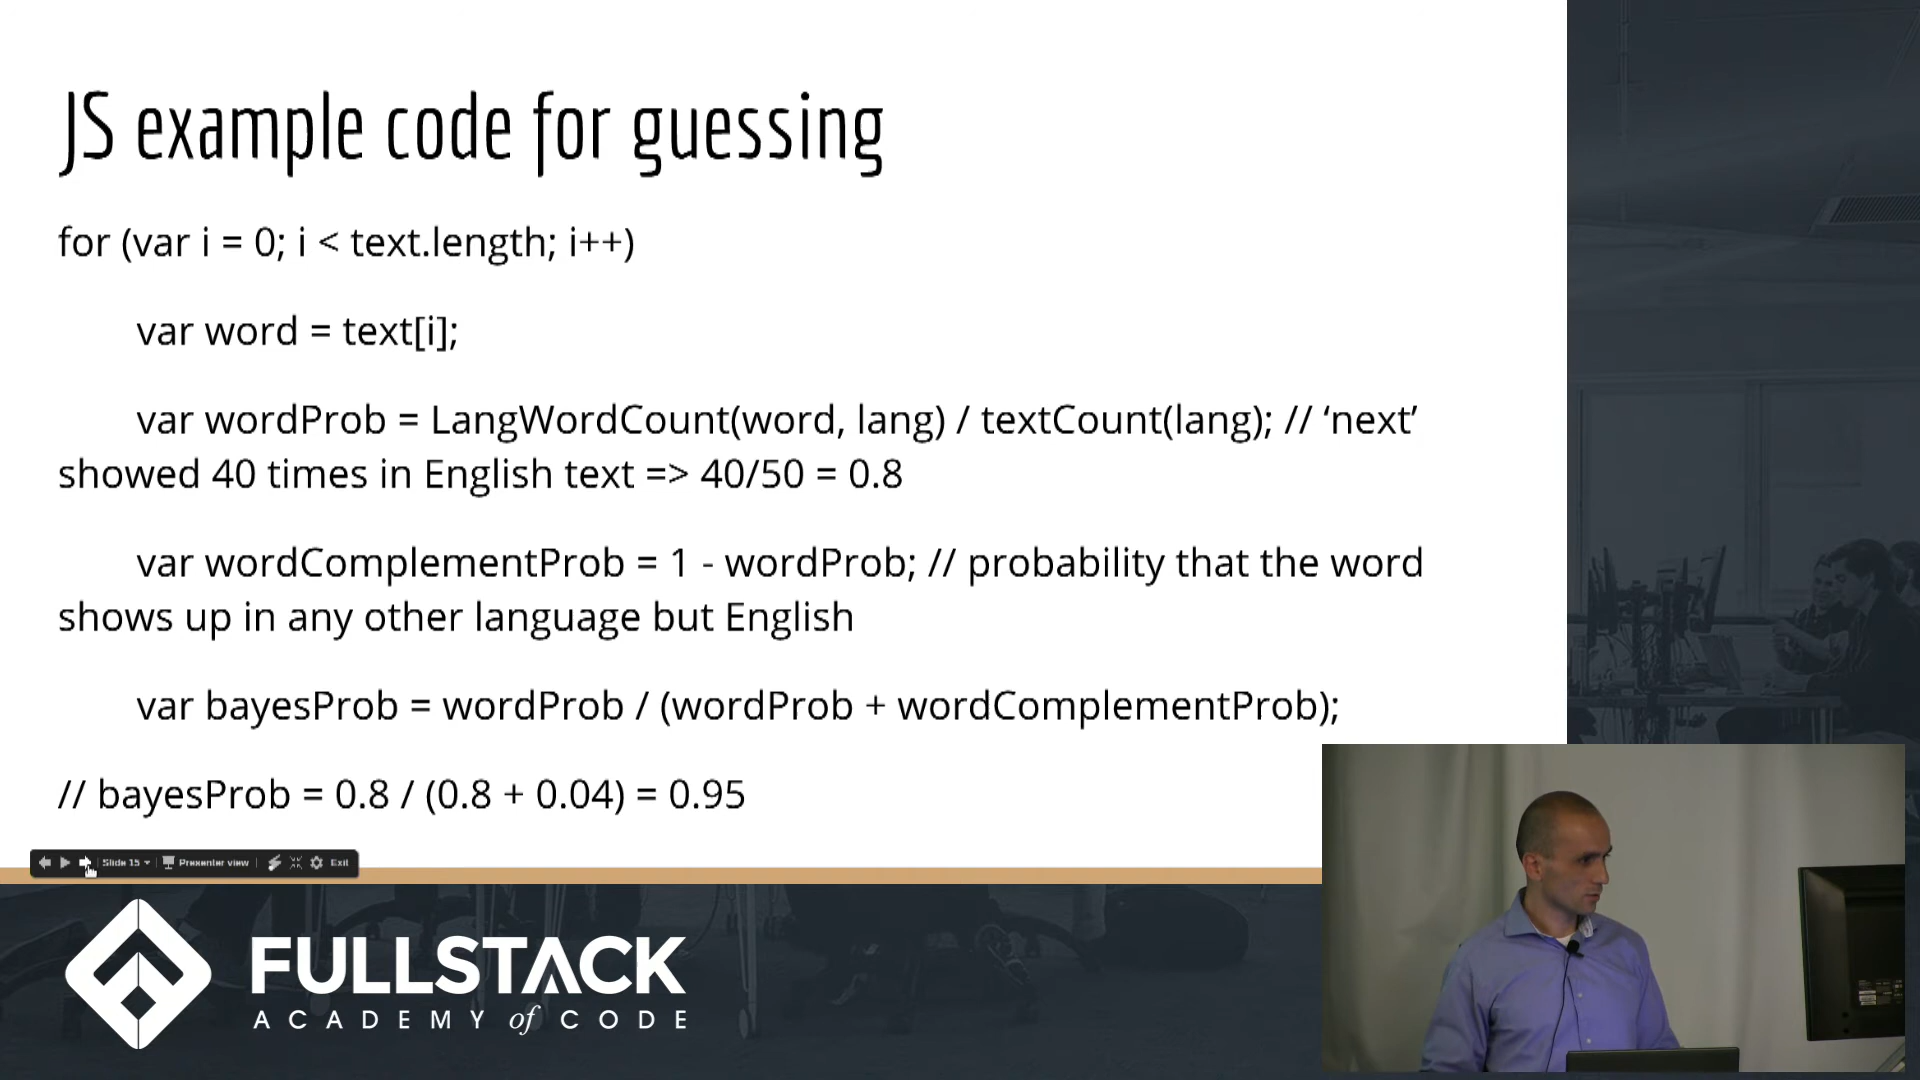 JS example code for guessing
for (var i = 0; i < text.length; i++)
var word = text[i];
var wordProb = LangWordCount(word, lang) / textCount(lang); // ‘next’
showed 40 times in English text => 40/50 = 0.8
var wordComplementProb = 1 - wordProb; // probability that the word
shows up in any other language but English
var bayesProb = wordProb / (wordProb + wordComplementProb);
// bayesProb = 0.8 / (0.8 + 0.04) = 0.95
Slide 15 Presenter view Exit
FULLSTACK
ACADEMY of CODE